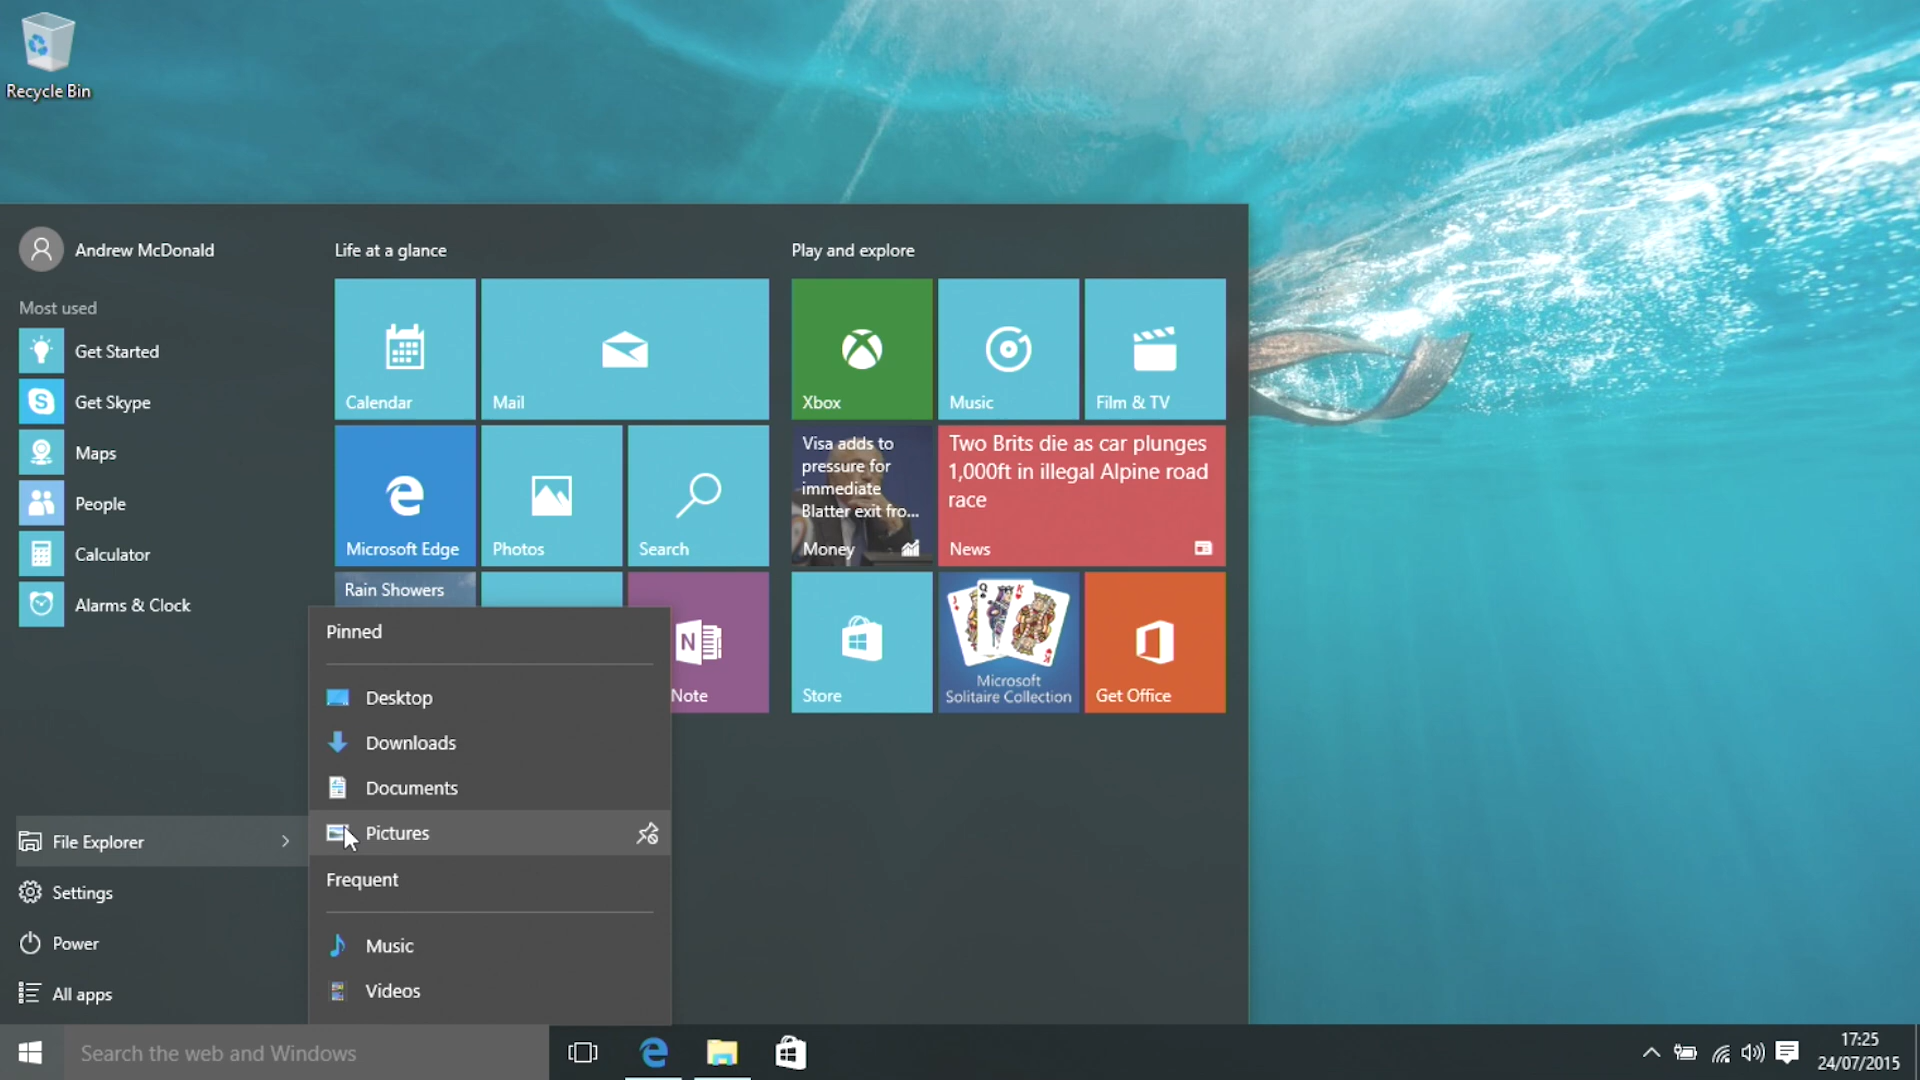 Recycle Bin
Andrew McDonald
Most used
Get Started
Get Skype
Maps
People
Calculator
Alarms & Clock
File Explorer
Settings
Power
All apps
Life at a glance
Calendar
Mail
Microsoft Edge
Photos
Search
Rain Showers
Note
Pinned
Desktop
Downloads
Documents
Pictures
Frequent
Music
Videos
Play and explore
Xbox
Music
Film & TV
Visa adds to
pressure for
immediate
Blatter exit fro...
Money
Two Brits die as car plunges
1,000ft in illegal Alpine road
race
News
Store
Microsoft
Solitaire Collection
Get Office
Search the web and Windows
17:25
24/07/2015